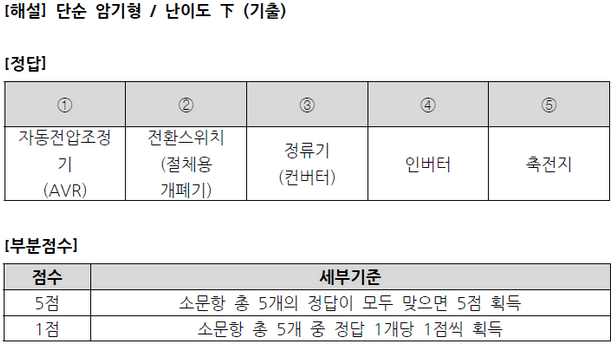 [해설] 단순 암기형 / 난이도 下 (기출)
[정답]
① ② ③ ④ ⑤
자동전압조정
기
(AVR)
전환스위치
(절체용
개폐기)
정류기
(컨버터)
인버터
축전지
[부분점수]
점수 세부기준
5점 소문항 총 5개의 정답이 모두 맞으면 5점 획득
1점 소문항 총 5개 중 정답 1개당 1점씩 획득